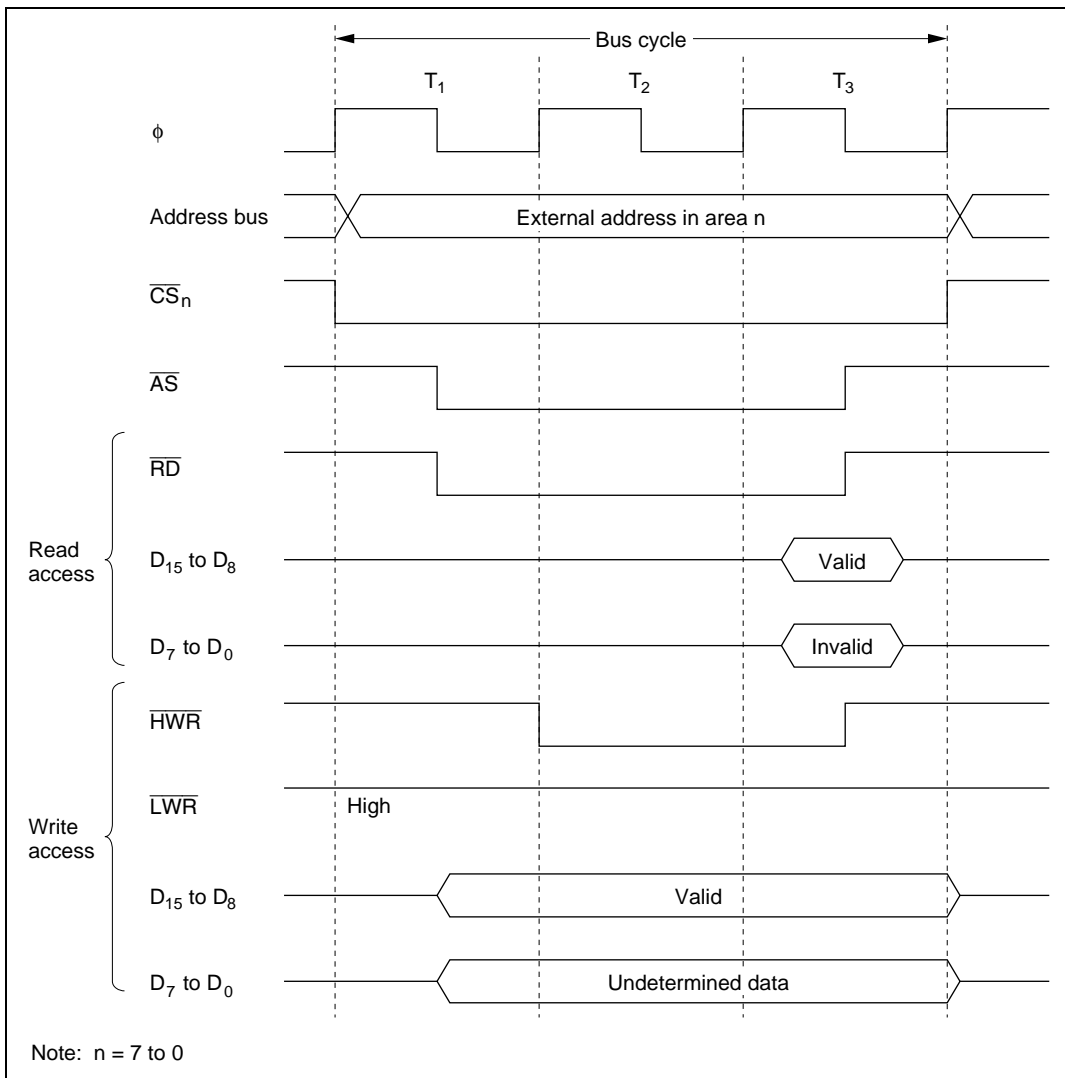 Bus cycle
T1 T2 T3
ϕ
Address bus External address in area n
CSn
AS
Read access
RD
D15 to D8 Valid
D7 to D0 Invalid
Write access
HWR
LWR High
D15 to D8 Valid
D7 to D0 Undetermined data
Note: n = 7 to 0